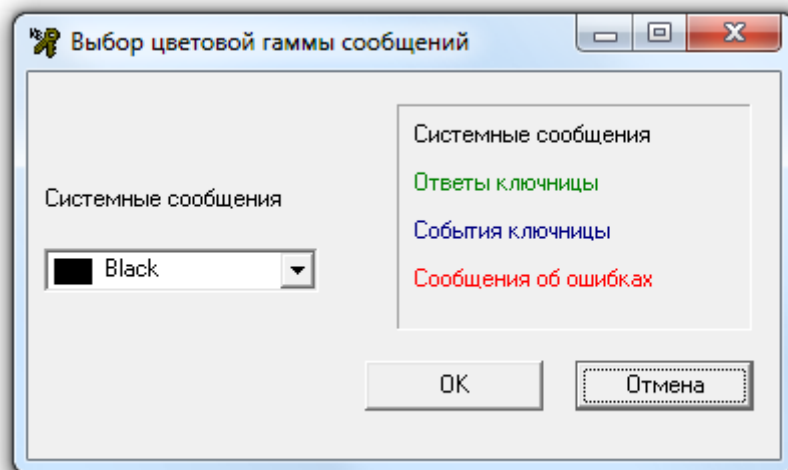 Выбор цветовой гаммы сообщений
Системные сообщения
Ответы ключницы
События ключницы
Сообщения об ошибках
Системные сообщения
Black
OK
Отмена